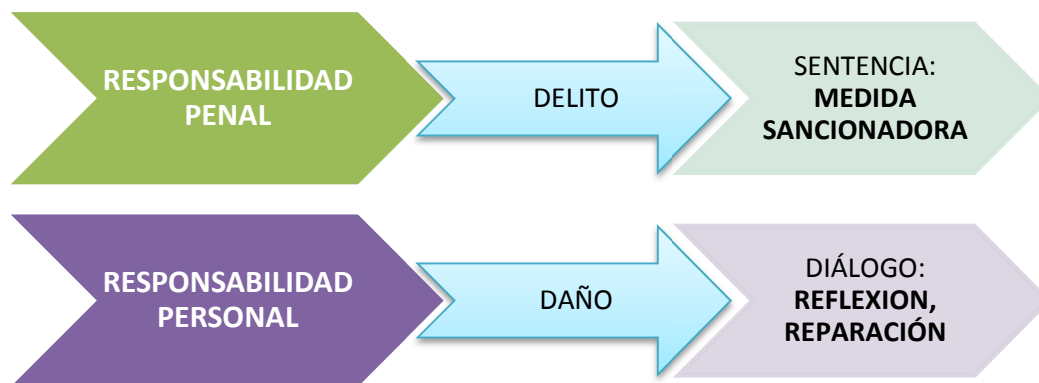 RESPONSABILIDAD
PENAL
DELITO
SENTENCIA:
MEDIDA
SANCIONADORA
RESPONSABILIDAD
PERSONAL
DAÑO
DIÁLOGO:
REFLEXION,
REPARACIÓN